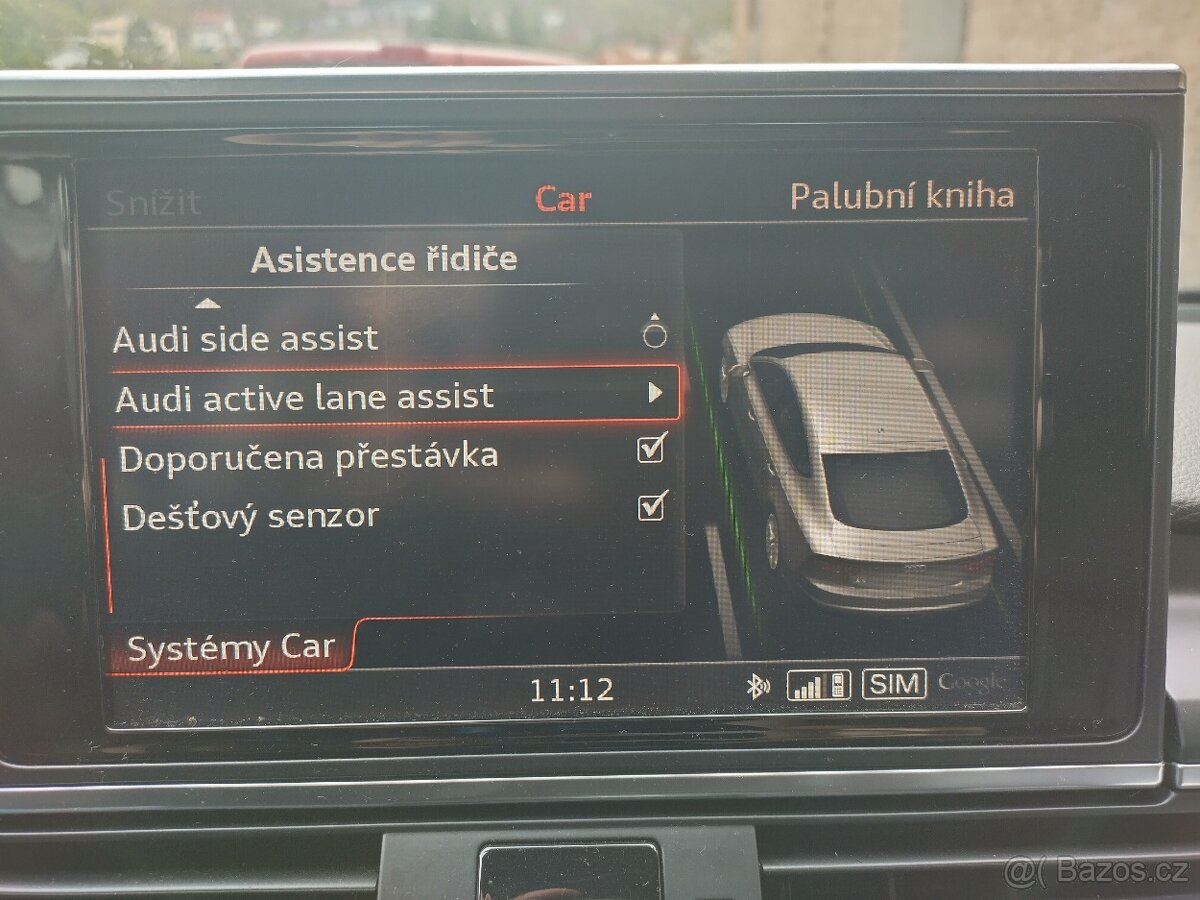 Snížit Car Palubní kniha
Asistence řidiče
Audi side assist
Audi active lane assist
Doporučena přestávka
Dešťový senzor
Systémy Car
11:12 SIM Google
@( Bazos.cz